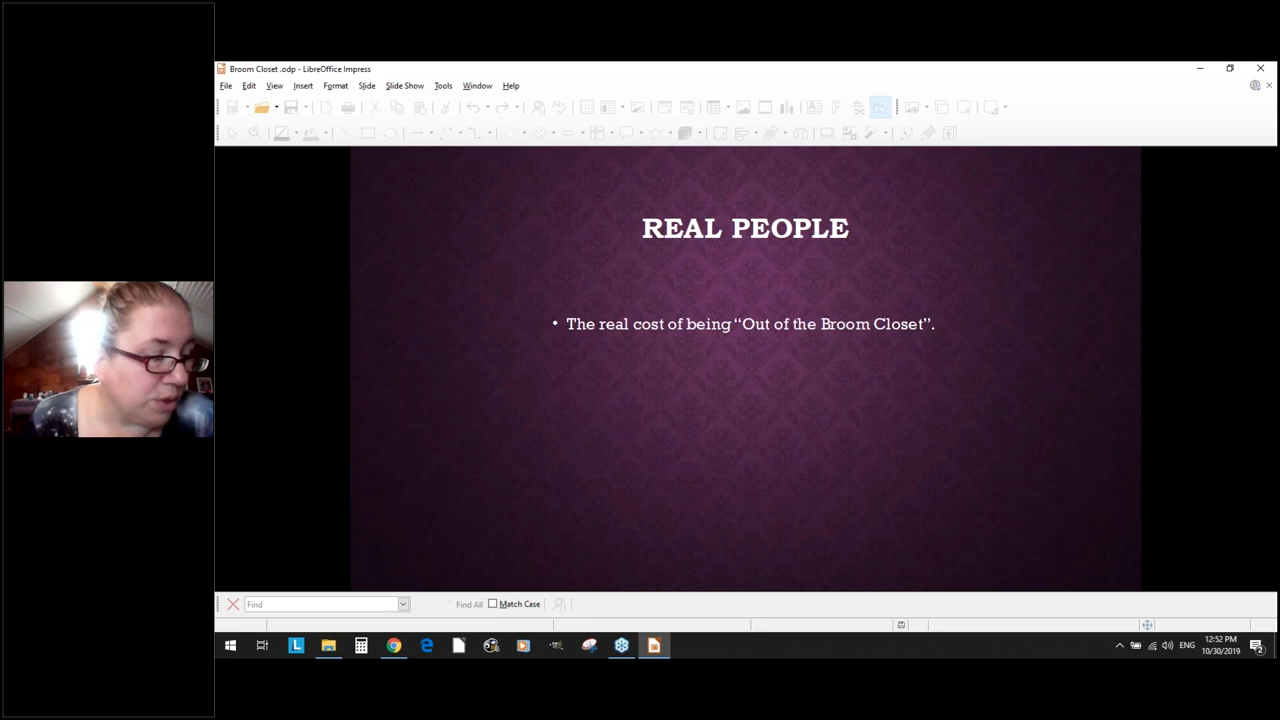 Broom Closet .odp - LibreOffice Impress
File Edit View Insert Format Slide Slide Show Tools Window Help
REAL PEOPLE
• The real cost of being “Out of the Broom Closet”.
Find
Find All
Match Case
L
ENG
12:52 PM
10/30/2019
2